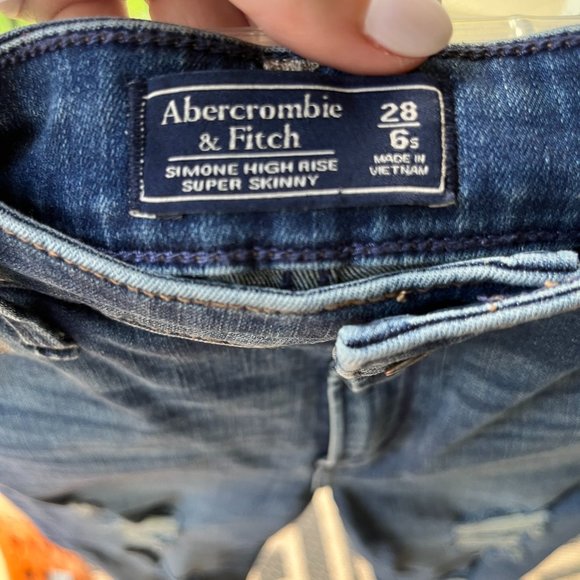 Abercrombie
& Fitch
SIMONE HIGH RISE
SUPER SKINNY
28
6s
MADE IN
VIETNAM